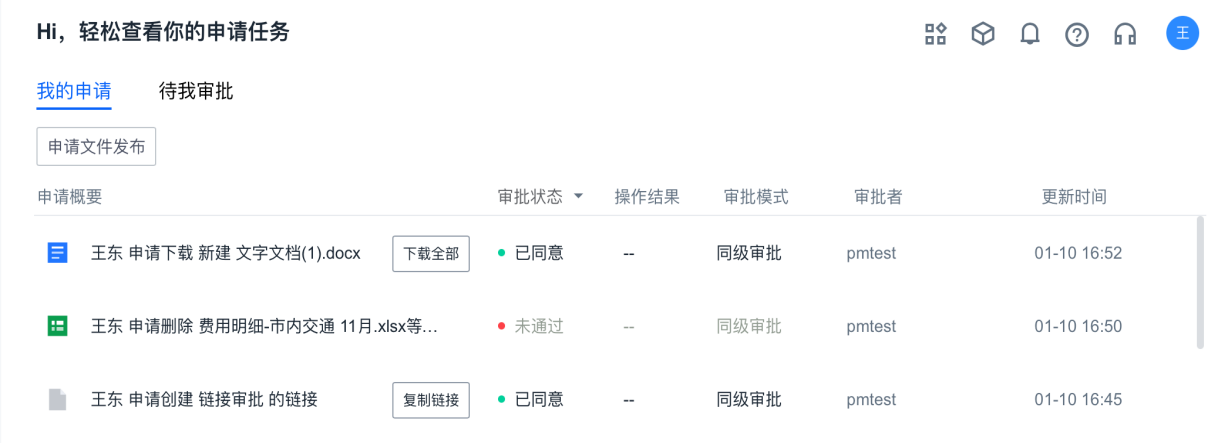 Hi，轻松查看你的申请任务
王
我的申请 待我审批
申请文件发布
申请概要 审批状态 操作结果 审批模式 审批者 更新时间
王东 申请下载 新建 文字文档(1).docx 下载全部 已同意 -- 同级审批 pmtest 01-10 16:52
王东 申请删除 费用明细-市内交通 11月.xlsx等… 未通过 -- 同级审批 pmtest 01-10 16:50
王东 申请创建 链接审批 的链接 复制链接 已同意 -- 同级审批 pmtest 01-10 16:45